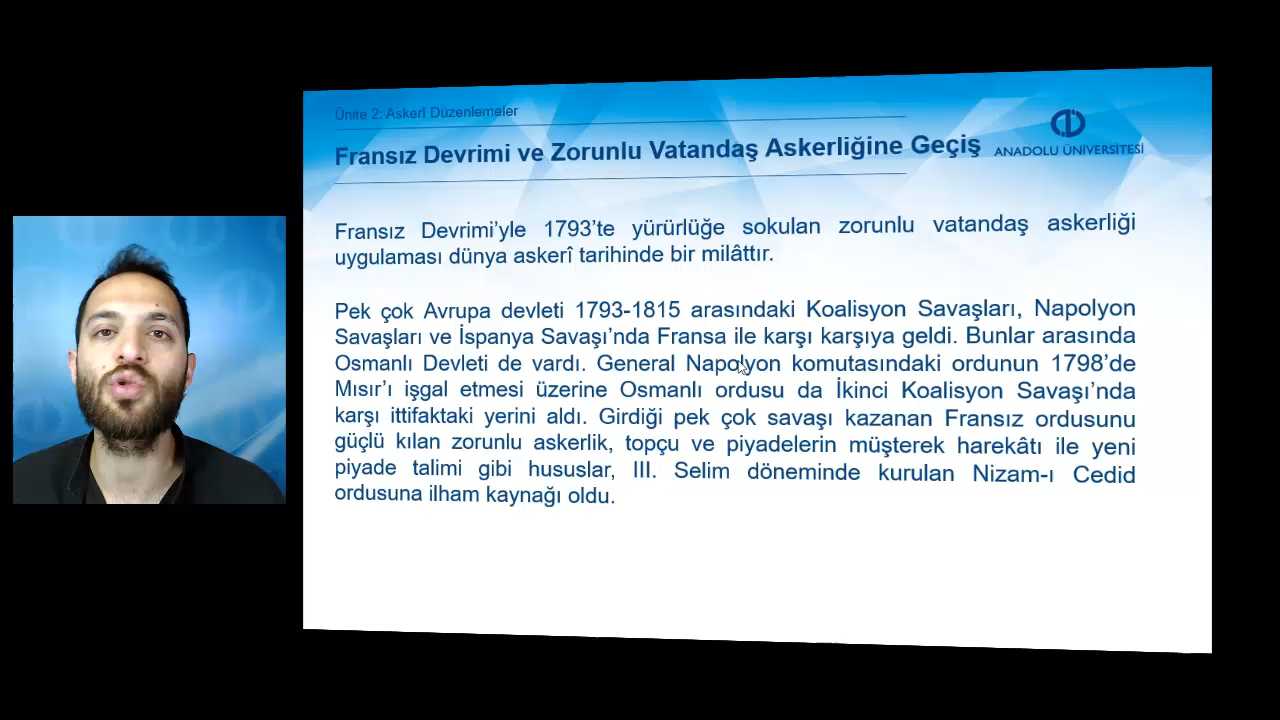 Ünite 2: Askerî Düzenlemeler
Fransız Devrimi ve Zorunlu Vatandaş Askerliğine Geçiş
ANADOLU ÜNİVERSİTESİ
Fransız Devrimi’yle 1793’te yürürlüğe sokulan zorunlu vatandaş askerliği
uygulaması dünya askerî tarihinde bir milâttır.
Pek çok Avrupa devleti 1793-1815 arasındaki Koalisyon Savaşları, Napolyon
Savaşları ve İspanya Savaşı’nda Fransa ile karşı karşıya geldi. Bunlar arasında
Osmanlı Devleti de vardı. General Napolyon komutasındaki ordunun 1798’de
Mısır’ı işgal etmesi üzerine Osmanlı ordusu da İkinci Koalisyon Savaşı’nda
karşı ittifaktaki yerini aldı. Girdiği pek çok savaşı kazanan Fransız ordusunu
güçlü kılan zorunlu askerlik, topçu ve piyadelerin müşterek harekâtı ile yeni
piyade talimi gibi hususlar, III. Selim döneminde kurulan Nizam-ı Cedid
ordusuna ilham kaynağı oldu.